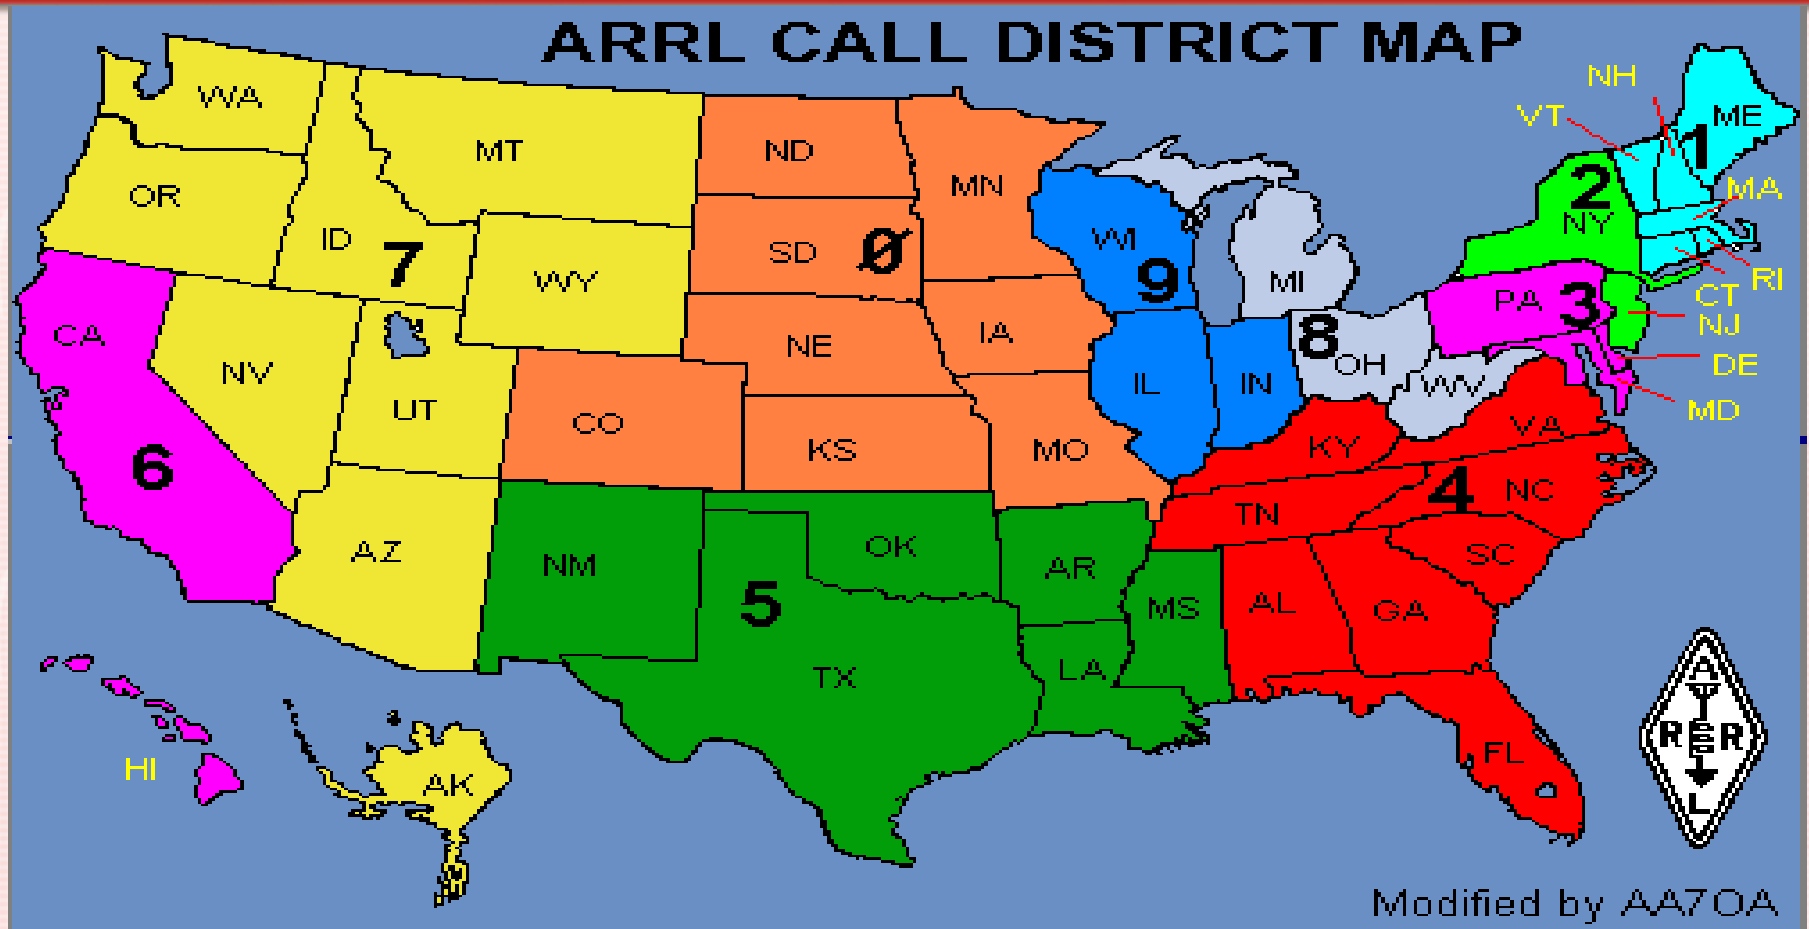 ARRL CALL DISTRICT MAP
NH
WA
VT
ME
1
MT
ND
MN
2
MA
OR
NY
ID
7
SD
Ø
WI
9
WY
MI
PA
3
RI
CT
NJ
CA
NE
IA
8
OH
DE
NV
UT
CO
IL
IN
WV
MD
6
KS
MO
KY
VA
TN
4
NC
AZ
NM
OK
AR
SC
5
MS
AL
GA
TX
LA
HI
AK
FL
A
R R
L
Modified by AA7OA